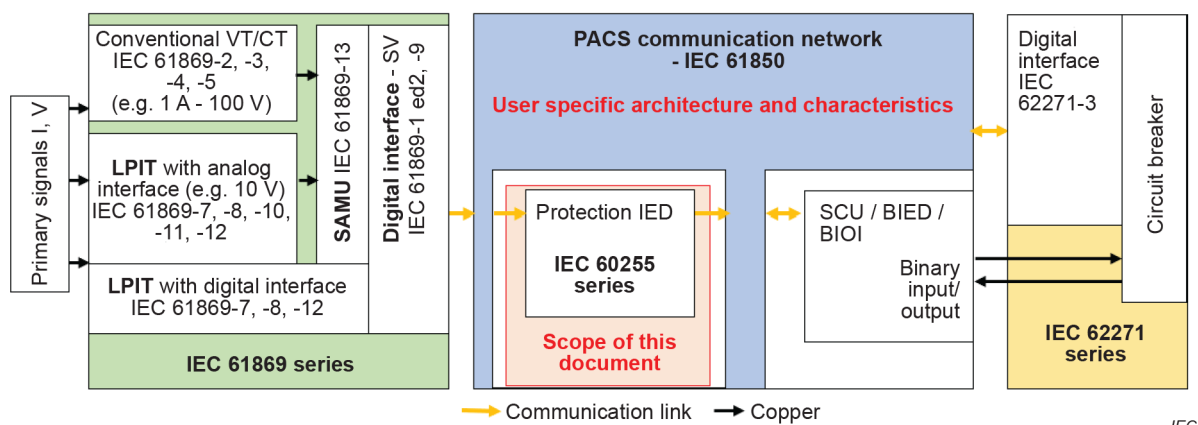 Primary signals I, V
Conventional VT/CT
IEC 61869-2, -3,
-4, -5
(e.g. 1 A - 100 V)
LPIT with analog
interface (e.g. 10 V)
IEC 61869-7, -8, -10,
-11, -12
LPIT with digital interface
IEC 61869-7, -8, -12
SAMU IEC 61869-13
Digital interface - SV
IEC 61869-1 ed2, -9
IEC 61869 series
PACS communication network
- IEC 61850
User specific architecture and characteristics
Protection IED
IEC 60255
series
Scope of this
document
SCU / BIED /
BIOI
Binary
input/
output
Digital
interface
IEC
62271-3
Circuit breaker
IEC 62271
series
Communication link
Copper